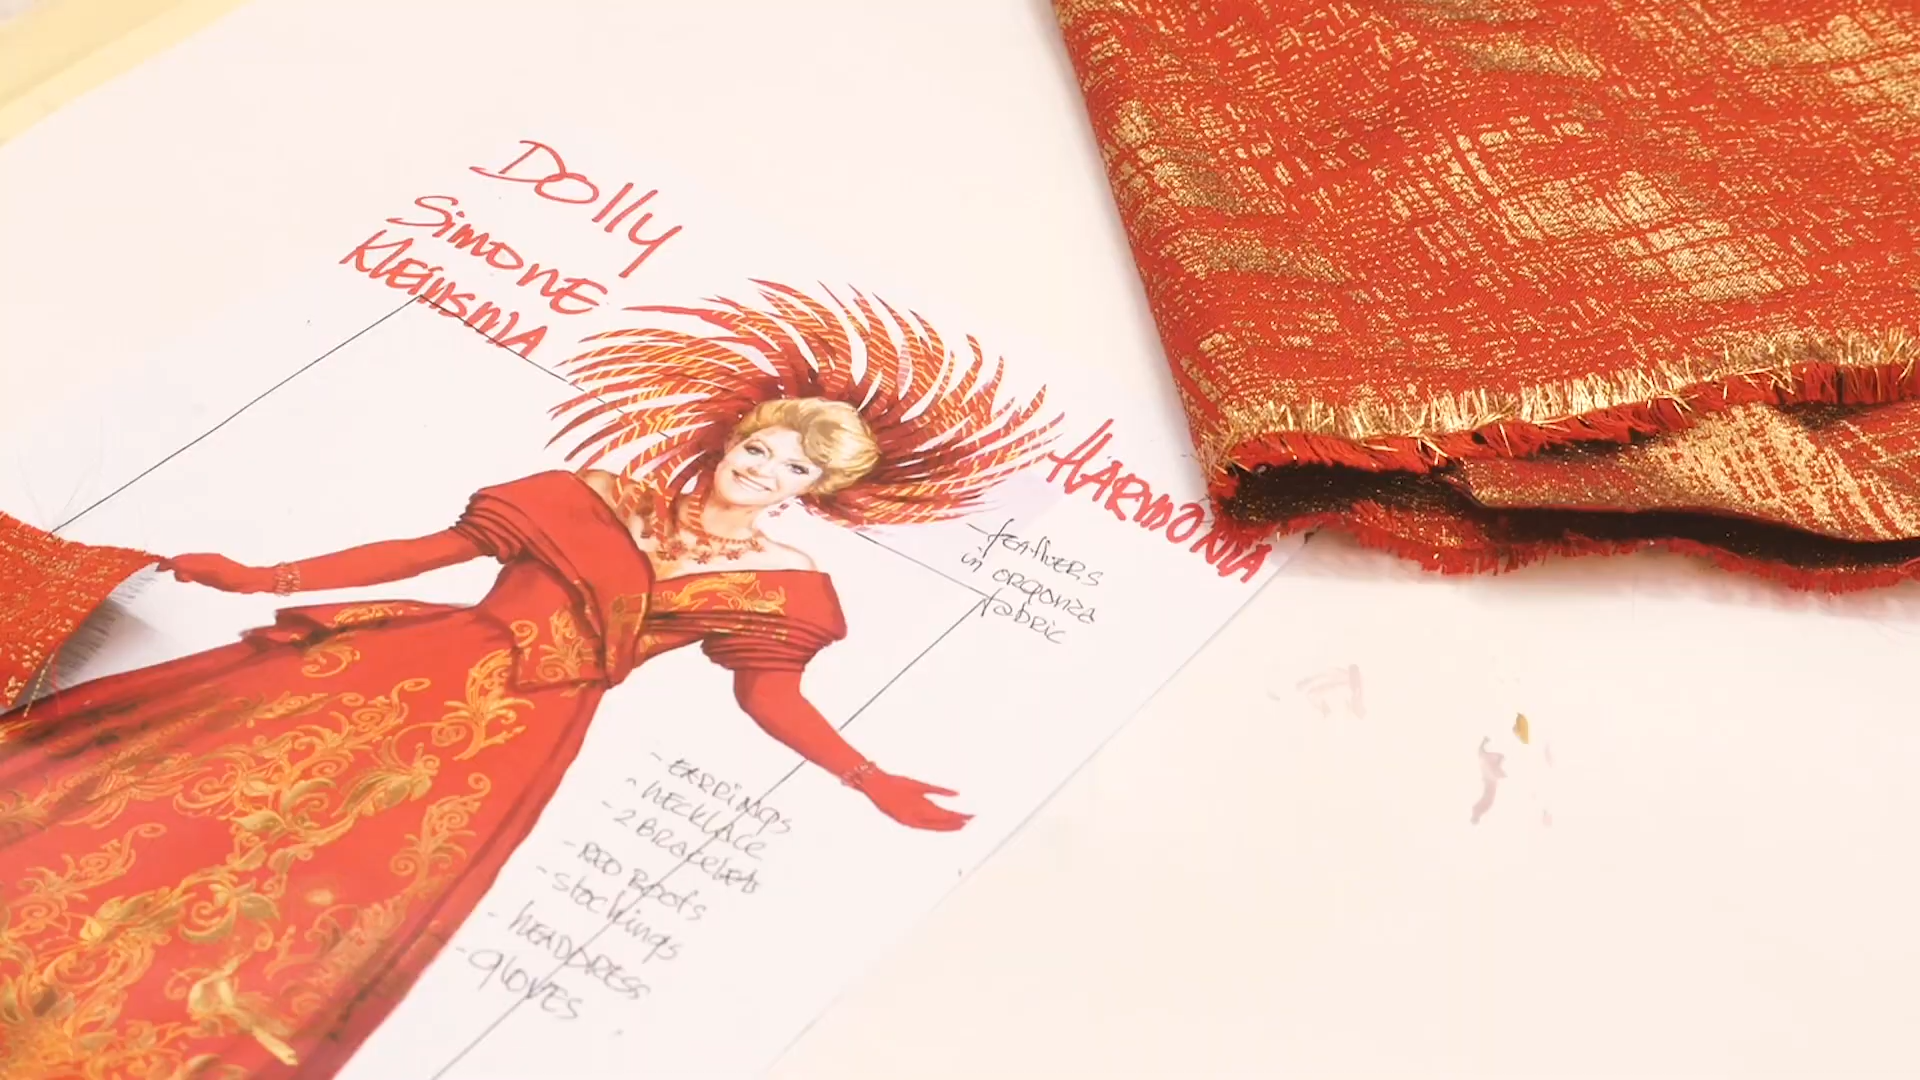 Dolly
Simone
Kleinsma
Harmonia
- feathers
in organza
fabric
- earrings
- necklace
- 2 Bracelets
- Red Boots
- stockings
- headdress
- gloves